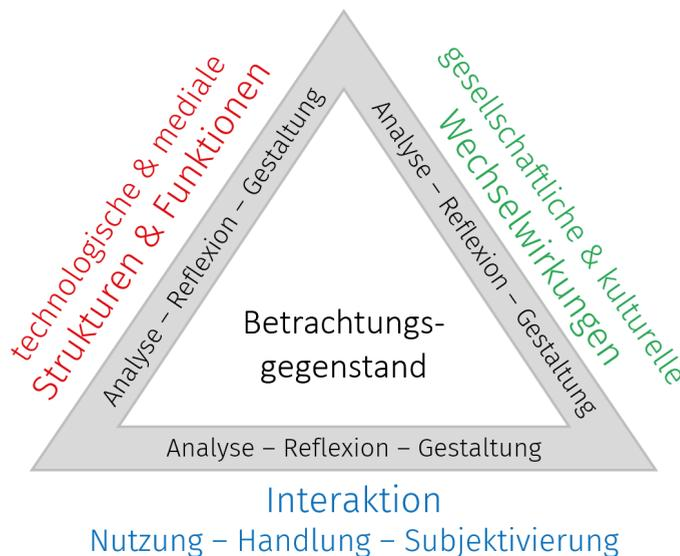 technologische & mediale
Strukturen & Funktionen
Analyse – Reflexion – Gestaltung
gesellschaftliche & kulturelle
Wechselwirkungen
Analyse – Reflexion – Gestaltung
Betrachtungs-
gegenstand
Analyse – Reflexion – Gestaltung
Interaktion
Nutzung – Handlung – Subjektivierung